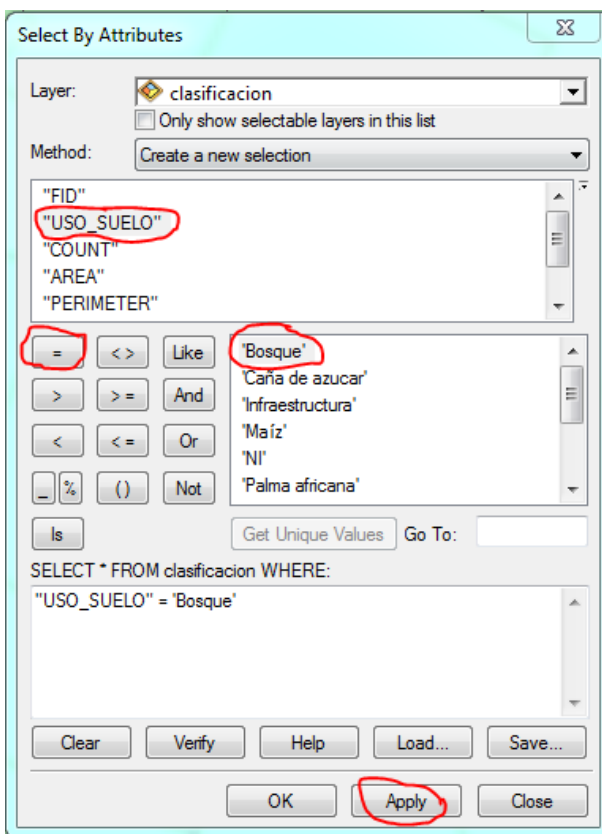 Select By Attributes
Layer: clasificacion
Only show selectable layers in this list
Method: Create a new selection
"FID"
"USO_SUELO"
"COUNT"
"AREA"
"PERIMETER"
= <> Like 'Bosque'
'Caña de azucar'
> >= And 'Infraestructura'
'Maíz'
< <= Or 'NI'
_ % () Not 'Palma africana'
Is Get Unique Values Go To:
SELECT * FROM clasificacion WHERE:
"USO_SUELO" = 'Bosque'
Clear Verify Help Load... Save...
OK Apply Close